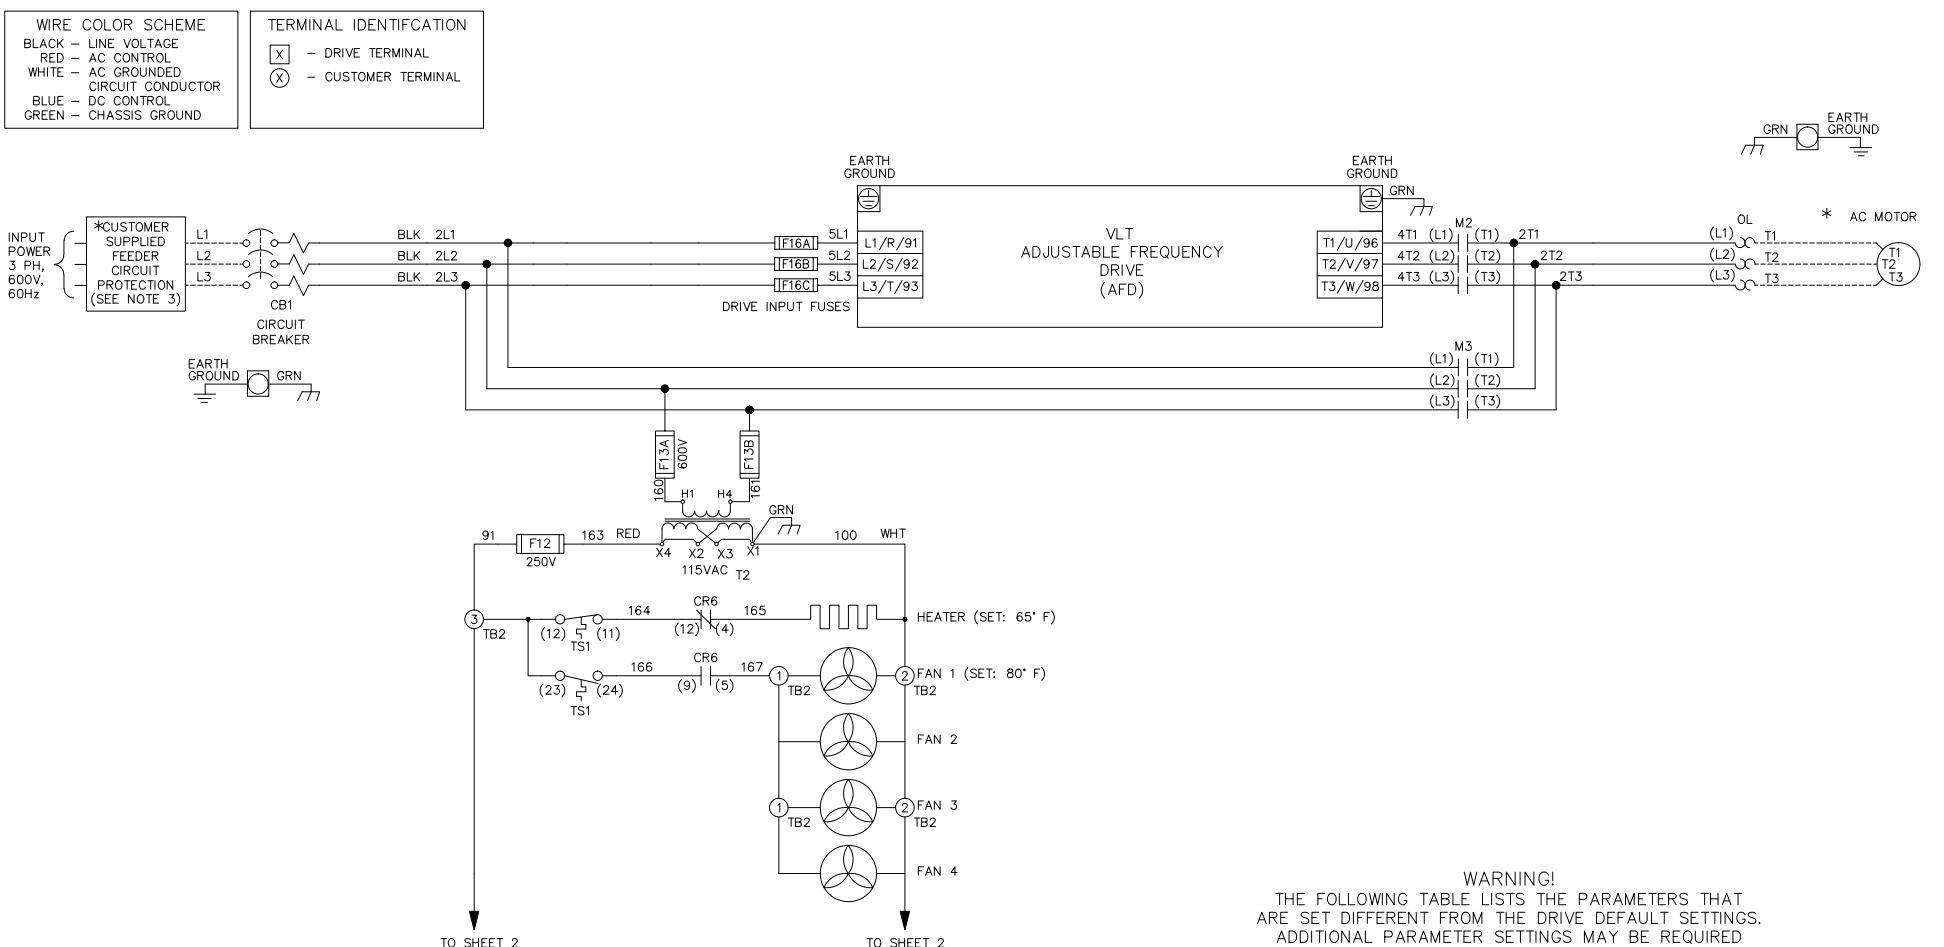 WIRE COLOR SCHEME
BLACK – LINE VOLTAGE
RED – AC CONTROL
WHITE – AC GROUNDED
CIRCUIT CONDUCTOR
BLUE – DC CONTROL
GREEN – CHASSIS GROUND
TERMINAL IDENTIFCATION
X – DRIVE TERMINAL
X – CUSTOMER TERMINAL
GRN
EARTH
GROUND
INPUT
POWER
3 PH,
600V,
60Hz
*CUSTOMER
SUPPLIED
FEEDER
CIRCUIT
PROTECTION
(SEE NOTE 3)
L1
L2
L3
CB1
CIRCUIT
BREAKER
BLK 2L1
BLK 2L2
BLK 2L3
F16A 5L1
F16B 5L2
F16C 5L3
DRIVE INPUT FUSES
EARTH
GROUND
L1/R/91
L2/S/92
L3/T/93
VLT
ADJUSTABLE FREQUENCY
DRIVE
(AFD)
EARTH
GROUND
GRN
T1/U/96
T2/V/97
T3/W/98
M2
4T1 (L1) (T1) 2T1
4T2 (L2) (T2) 2T2
4T3 (L3) (T3) 2T3
OL
(L1) T1
(L2) T2
(L3) T3
* AC MOTOR
T1
T2
T3
M3
(L1) (T1)
(L2) (T2)
(L3) (T3)
EARTH
GROUND
GRN
F13A
600V
F13B
160
161
H1 H4
GRN
91
F12
250V
163 RED
X4 X2 X3 X1
115VAC T2
100 WHT
3
TB2
(12) (11)
TS1
164
CR6
(12) (4)
165
HEATER (SET: 65° F)
(23) (24)
TS1
166
CR6
(9) (5)
167
1
TB2
2
TB2
FAN 1 (SET: 80° F)
FAN 2
1
TB2
2
TB2
FAN 3
FAN 4
TO SHEET 2
TO SHEET 2
WARNING!
THE FOLLOWING TABLE LISTS THE PARAMETERS THAT
ARE SET DIFFERENT FROM THE DRIVE DEFAULT SETTINGS.
ADDITIONAL PARAMETER SETTINGS MAY BE REQUIRED